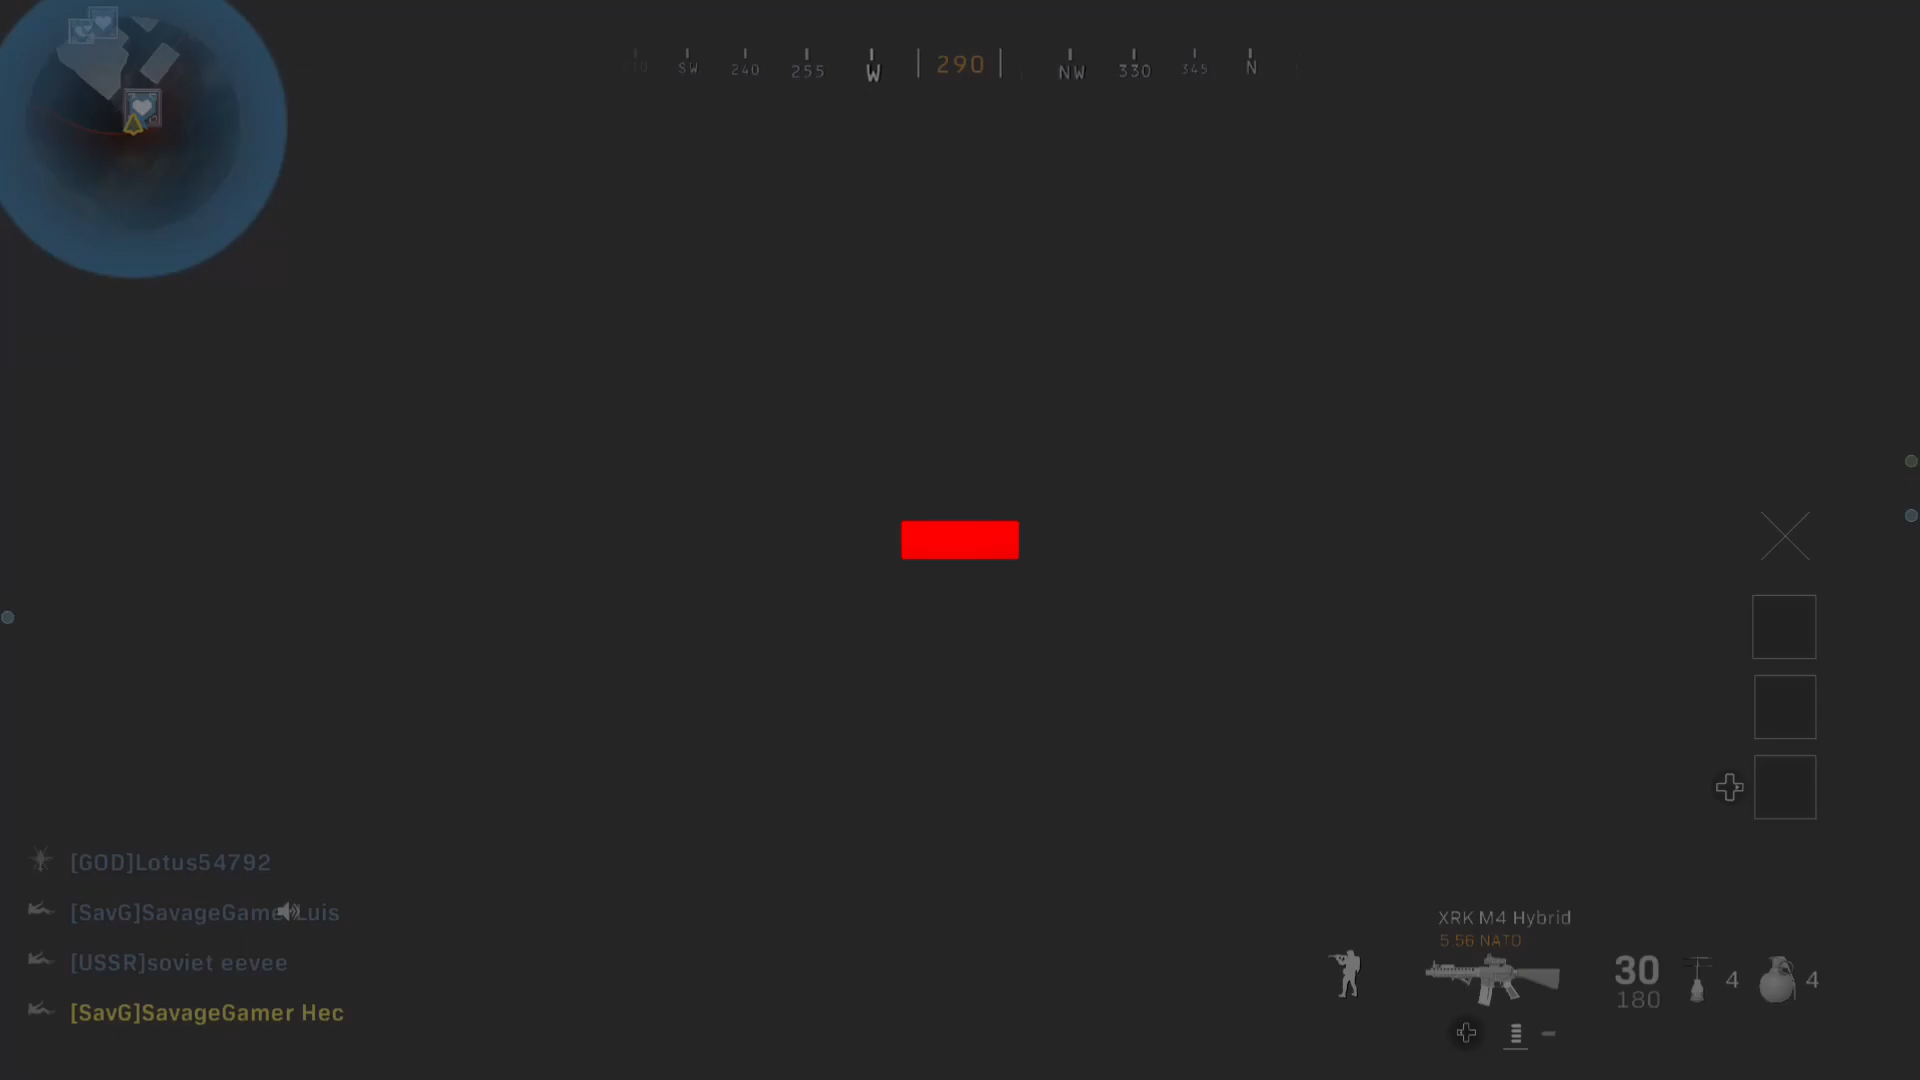 SW 240 255 W 290 NW 330 345 N
[GOD]Lotus54792
[SavG]SavageGame Luis
[USSR]soviet eevee
[SavG]SavageGamer Hec
XRK M4 Hybrid
5.56 NATO
30
180
4
4